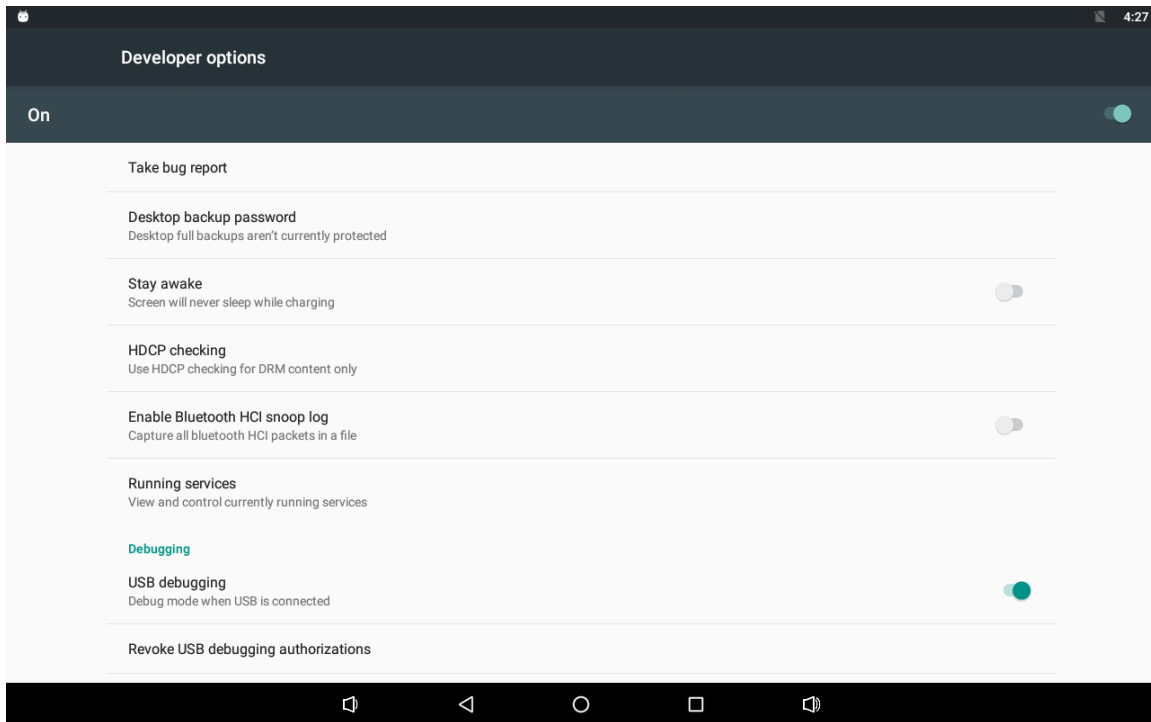 4:27
Developer options
On
Take bug report
Desktop backup password
Desktop full backups aren't currently protected
Stay awake
Screen will never sleep while charging
HDCP checking
Use HDCP checking for DRM content only
Enable Bluetooth HCI snoop log
Capture all bluetooth HCI packets in a file
Running services
View and control currently running services
Debugging
USB debugging
Debug mode when USB is connected
Revoke USB debugging authorizations